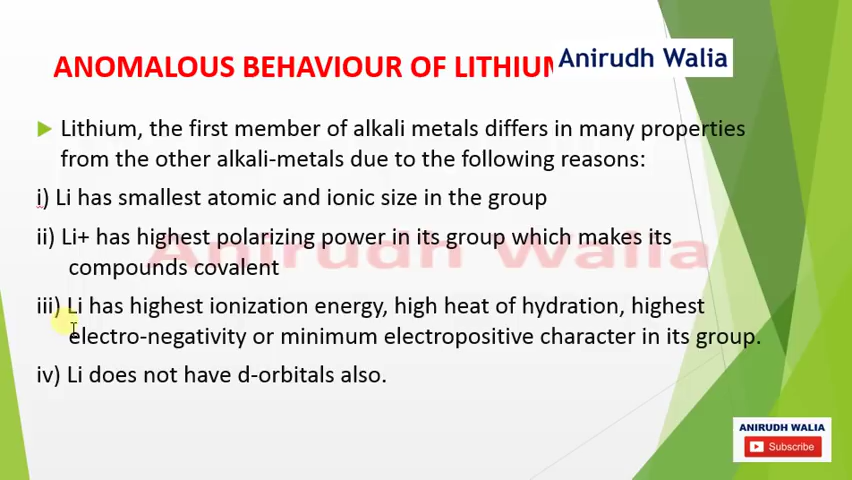 ANOMALOUS BEHAVIOUR OF LITHIUM
Anirudh Walia
Lithium, the first member of alkali metals differs in many properties
from the other alkali-metals due to the following reasons:
i) Li has smallest atomic and ionic size in the group
ii) Li+ has highest polarizing power in its group which makes its
compounds covalent
Anirudh Walia
iii) Li has highest ionization energy, high heat of hydration, highest
electro-negativity or minimum electropositive character in its group.
iv) Li does not have d-orbitals also.
ANIRUDH WALIA
Subscribe